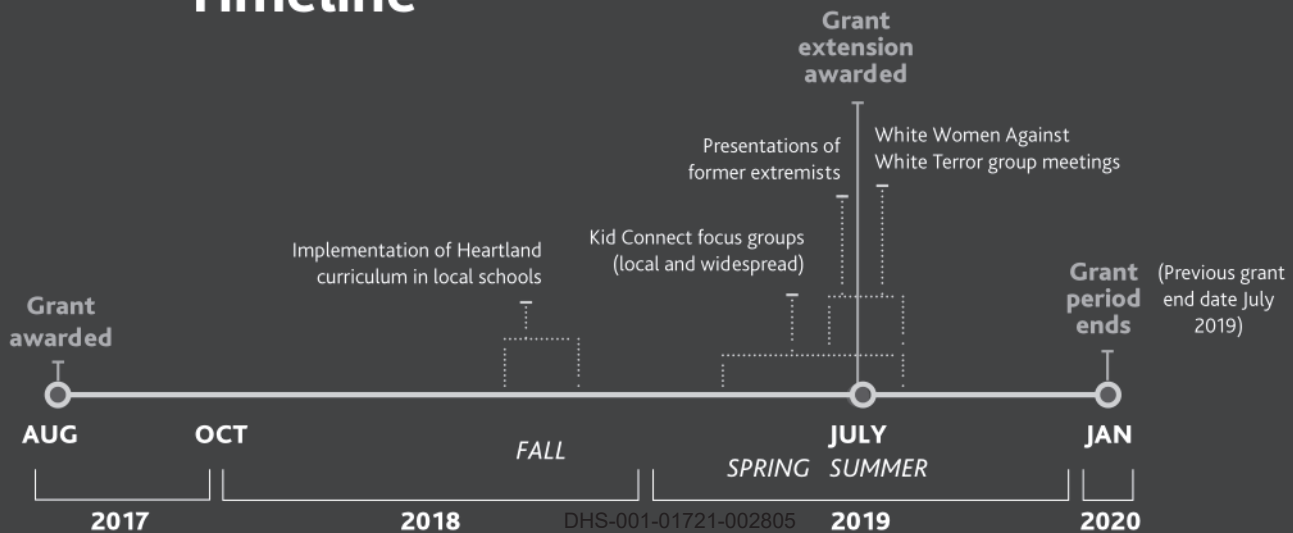 Timeline
Grant
extension
awarded
Presentations of
former extremists
White Women Against
White Terror group meetings
Kid Connect focus groups
(local and widespread)
Implementation of Heartland
curriculum in local schools
Grant
awarded
Grant
period
ends
(Previous grant
end date July
2019)
AUG
OCT
JULY
JAN
FALL
SPRING SUMMER
2017
2018
DHS-001-01721-002805
2019
2020